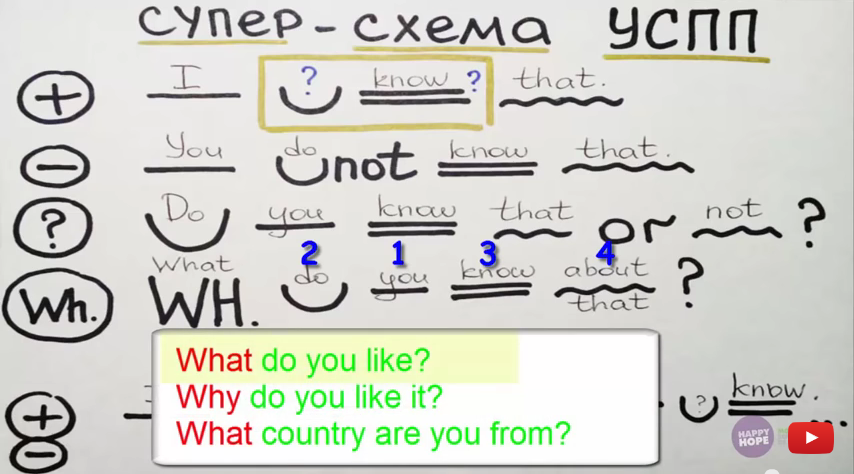 СУПЕР - СХЕМА УСПП
+ I ? know ? that.
− You do not know that.
? Do you know that or not ?
2 1 3 4
Wh. What WH. do you know about that ?
What do you like?
Why do you like it?
What country are you from?
+ ? know.
− ...
HAPPY HOPE